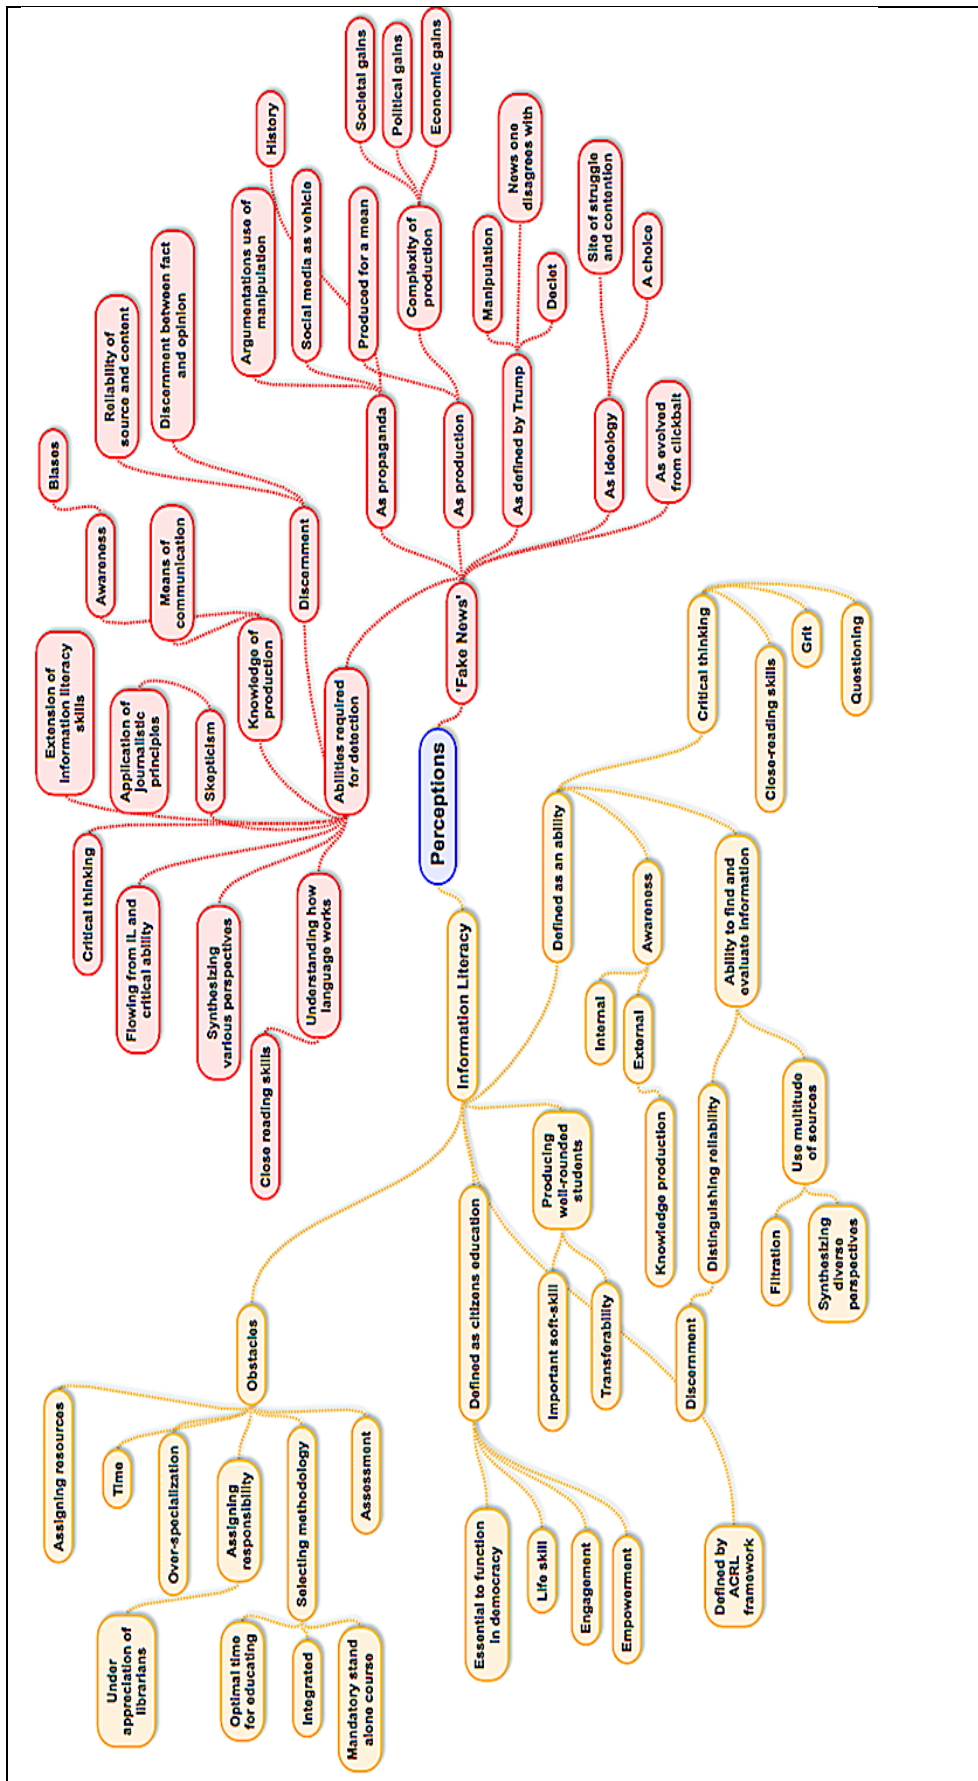 Perceptions
'Fake News'
Abilities required
for detection
Discernment
Reliability of
source and content
Discernment between fact
and opinion
Knowledge of
production
Means of
communication
Awareness
Biases
Skepticism
Application of
journalistic
principles
Extension of
information literacy
skills
Critical thinking
Flowing from IL and
critical ability
Synthesizing
various perspectives
Understanding how
language works
Close reading skills
As propaganda
Argumentations use of
manipulation
History
Social media as vehicle
Produced for a mean
As production
Complexity of
production
Societal gains
Political gains
Economic gains
As defined by Trump
Manipulation
News one
disagrees with
Deciet
As ideology
Site of struggle
and contention
A choice
As evolved
from clickbait
Information Literacy
Obstacles
Assigning resources
Time
Over-specialization
Assigning
responsibility
Under
appreciation of
librarians
Selecting methodology
Optimal time
for educating
Integrated
Mandatory stand
alone course
Assessment
Defined as citizens education
Essential to function
in democracy
Life skill
Engagement
Empowerment
Producing
well-rounded
students
Important soft-skill
Transferability
Defined by
ACRL
framework
Defined as an ability
Critical thinking
Close-reading skills
Grit
Questioning
Awareness
Internal
External
Knowledge production
Ability to find and
evaluate information
Distinguishing reliability
Discernment
Use multitude
of sources
Filtration
Synthesizing
diverse
perspectives